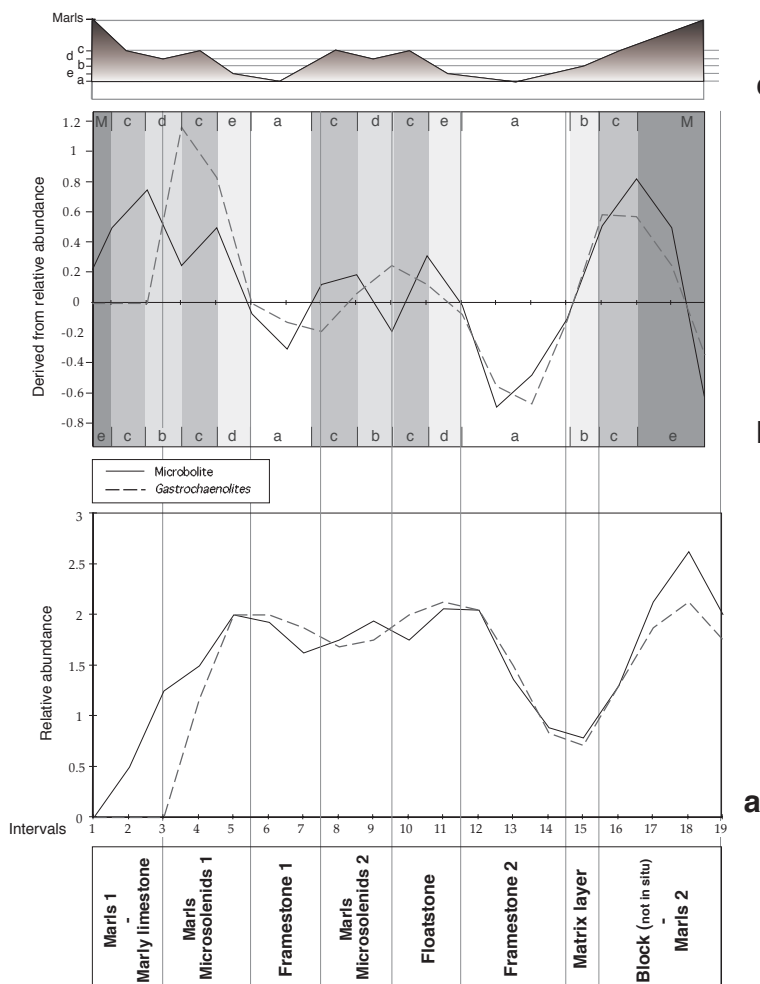 Marls
c
d
b
e
a
M c d c e a c d c e a b c M
1.2
1
0.8
0.6
0.4
0.2
0
-0.2
-0.4
-0.6
-0.8
Derived from relative abundance
e c b c d a c b c d a b c e
Microbolite
Gastrochaenolites
3
2.5
2
1.5
1
0.5
0
Relative abundance
a
Intervals 1 2 3 4 5 6 7 8 9 10 11 12 13 14 15 16 17 18 19
Marls 1
-
Marly limestone
Marls
Microsolenids 1
Framestone 1
Marls
Microsolenids 2
Floatstone
Framestone 2
Matrix layer
Block (not in situ)
-
Marls 2